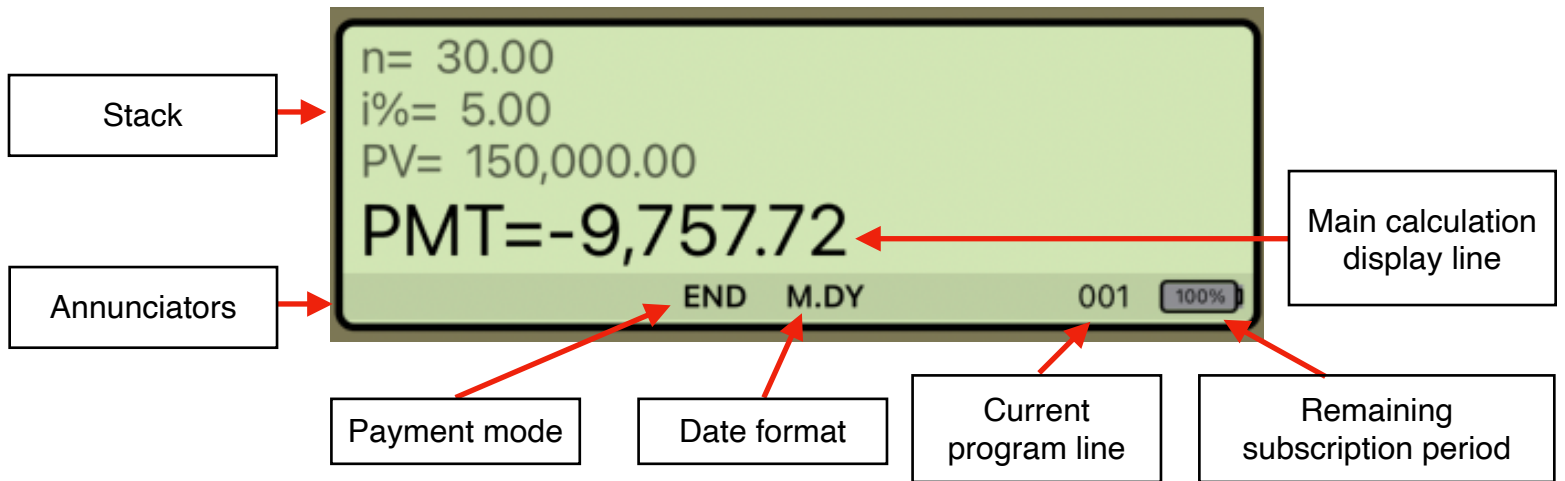 n= 30.00
i%= 5.00
PV= 150,000.00
PMT=-9,757.72
END M.DY 001 100%
Stack
Annunciators
Main calculation
display line
Payment mode
Date format
Current
program line
Remaining
subscription period